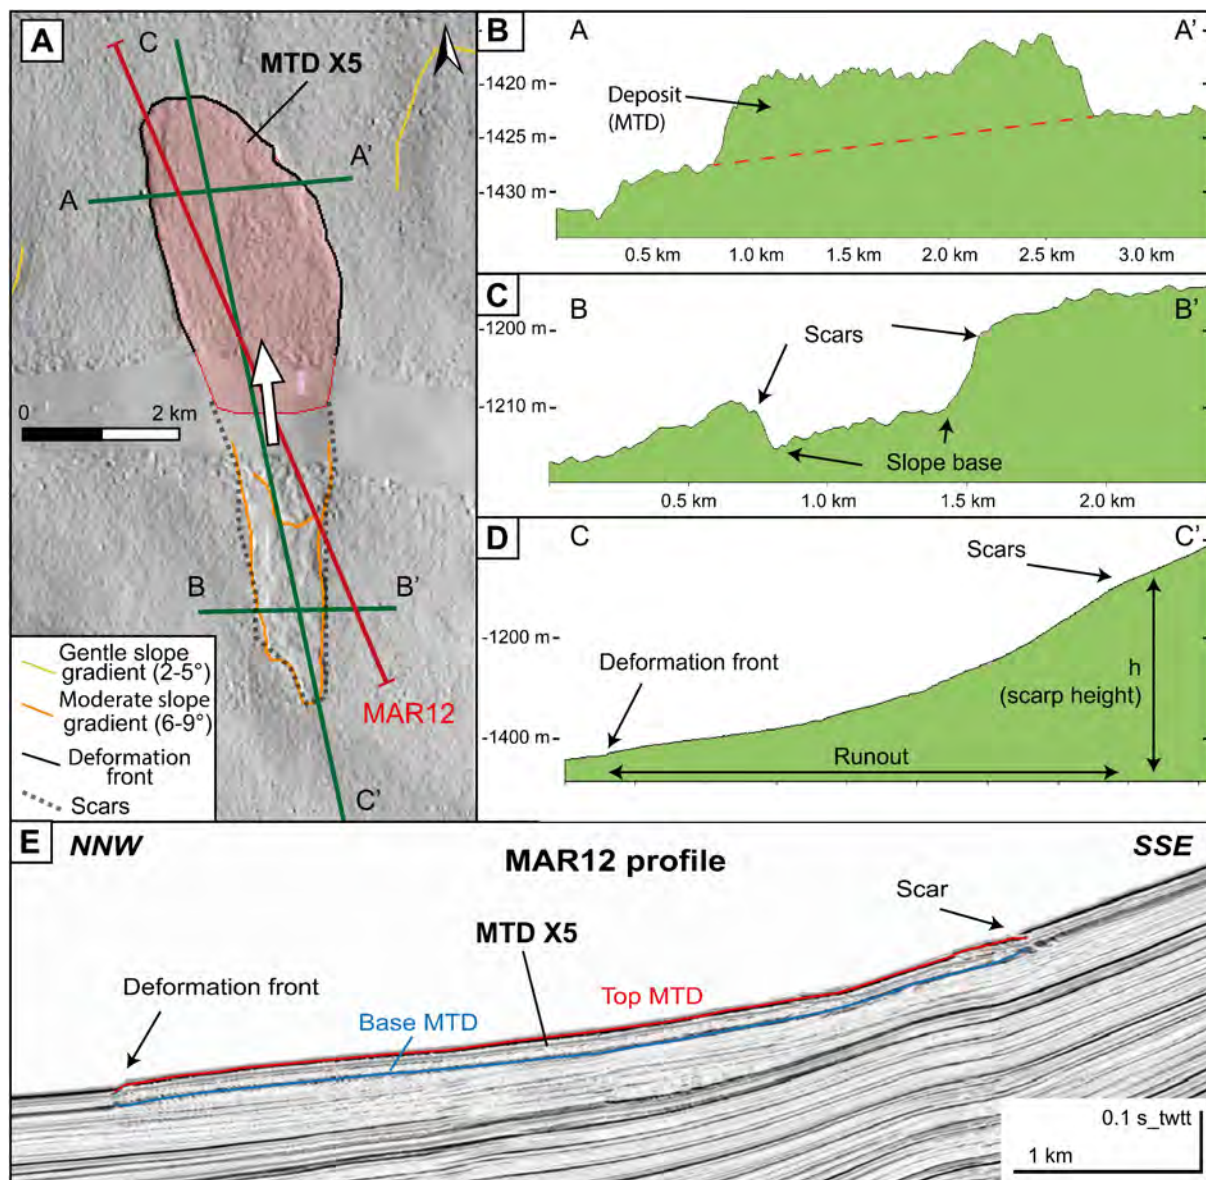 A
C
MTD X5
A
A'
0
2 km
B
B'
MAR12
C'
Gentle slope
gradient (2-5°)
Moderate slope
gradient (6-9°)
Deformation
front
Scars
B
A
A'
-1420 m
-1425 m
-1430 m
Deposit
(MTD)
0.5 km
1.0 km
1.5 km
2.0 km
2.5 km
3.0 km
C
B
B'
-1200 m
-1210 m
Scars
Slope base
0.5 km
1.0 km
1.5 km
2.0 km
D
C
C'
Scars
-1200 m
Deformation front
h
(scarp height)
-1400 m
Runout
E
NNW
MAR12 profile
SSE
Scar
MTD X5
Deformation front
Top MTD
Base MTD
0.1 s_twtt
1 km